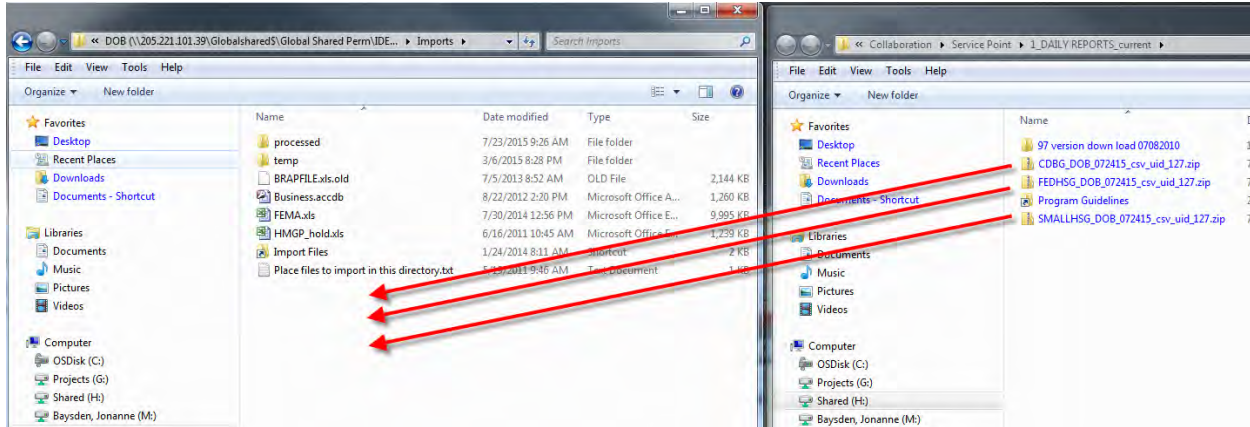 « DOB (\\205.221.101.39\Globalshared$\Global Shared Perm\IDE... ▸ Imports ▸ Search Imports
File Edit View Tools Help
Organize ▾ New folder
Name Date modified Type Size
Favorites
Desktop
Recent Places
Downloads
Documents - Shortcut
Libraries
Documents
Music
Pictures
Videos
Computer
OSDisk (C:)
Projects (G:)
Shared (H:)
Baysden, Jonanne (M:)
processed 7/23/2015 9:26 AM File folder
temp 3/6/2015 8:28 PM File folder
BRAPFILE.xls.old 7/5/2013 8:52 AM OLD File 2,144 KB
Business.accdb 8/22/2012 2:20 PM Microsoft Office A... 1,260 KB
FEMA.xls 7/30/2014 12:56 PM Microsoft Office E... 9,995 KB
HMGP_hold.xls 6/16/2011 10:45 AM Microsoft Office E... 1,239 KB
Import Files 1/24/2014 8:11 AM Shortcut 2 KB
Place files to import in this directory.txt 9:46 AM Text Document 1 KB
« Collaboration ▸ Service Point ▸ 1_DAILY REPORTS_current ▸
File Edit View Tools Help
Organize ▾ New folder
Name
Favorites
Desktop
Recent Places
Downloads
Documents - Shortcut
Libraries
Documents
Music
Pictures
Videos
Computer
OSDisk (C:)
Projects (G:)
Shared (H:)
Baysden, Jonanne (M:)
97 version down load 07082010
CDBG_DOB_072415_csv_uid_127.zip
FEDHSG_DOB_072415_csv_uid_127.zip
Program Guidelines
SMALLHSG_DOB_072415_csv_uid_127.zip